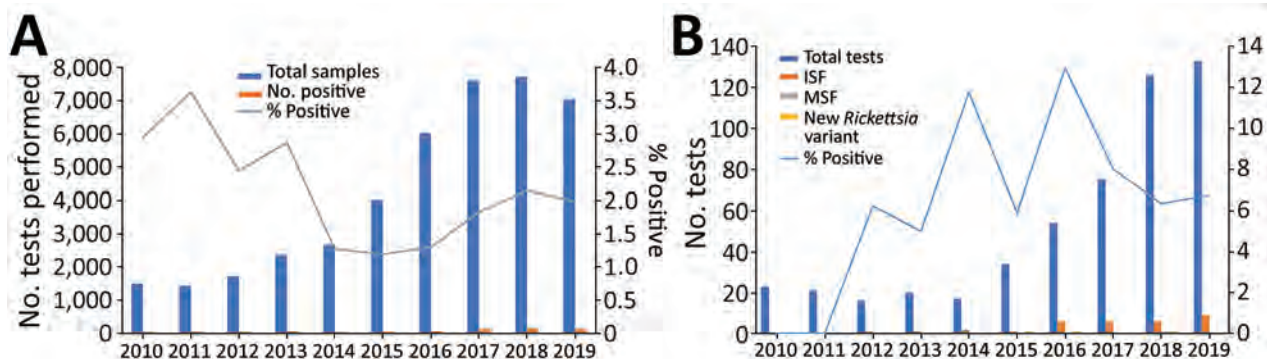 A
No. tests performed
8,000
7,000
6,000
5,000
4,000
3,000
2,000
1,000
0
Total samples
No. positive
% Positive
4.0
3.5
3.0
2.5
2.0
1.5
1.0
0.5
0
% Positive
2010 2011 2012 2013 2014 2015 2016 2017 2018 2019
B
No. tests
140
120
100
80
60
40
20
0
Total tests
ISF
MSF
New Rickettsia
variant
% Positive
14
12
10
8
6
4
2
0
2010 2011 2012 2013 2014 2015 2016 2017 2018 2019